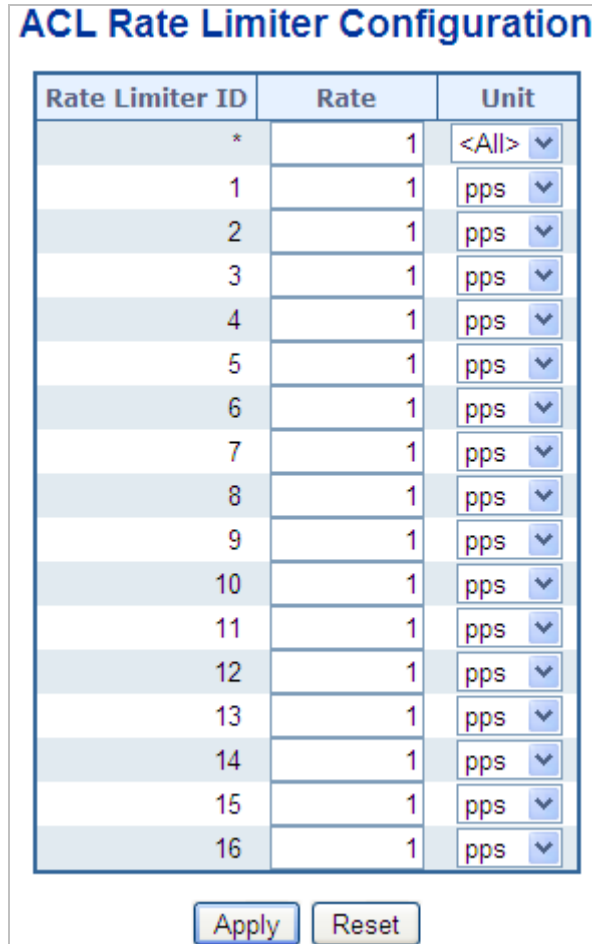 ACL Rate Limiter Configuration
Rate Limiter ID Rate Unit
* 1 <All>
1 1 pps
2 1 pps
3 1 pps
4 1 pps
5 1 pps
6 1 pps
7 1 pps
8 1 pps
9 1 pps
10 1 pps
11 1 pps
12 1 pps
13 1 pps
14 1 pps
15 1 pps
16 1 pps
Apply Reset